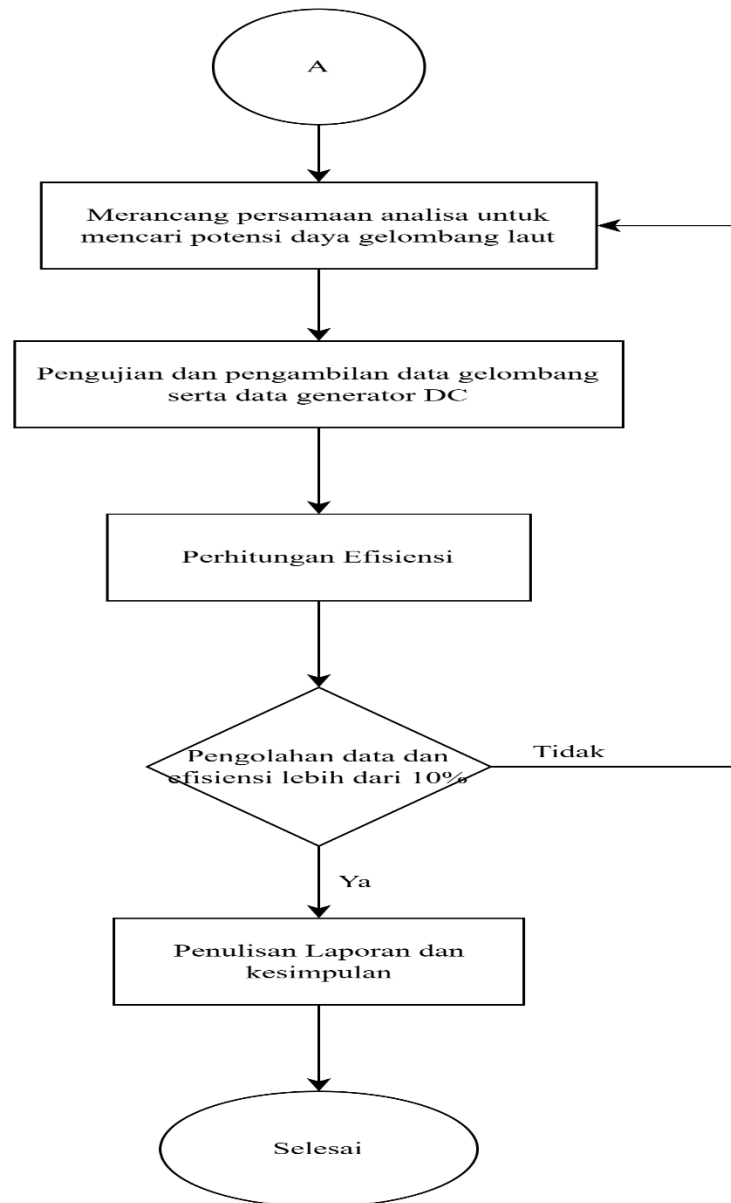 A
Merancang persamaan analisa untuk
mencari potensi daya gelombang laut
Pengujian dan pengambilan data gelombang
serta data generator DC
Perhitungan Efisiensi
Pengolahan data dan
efisiensi lebih dari 10%
Tidak
Ya
Penulisan Laporan dan
kesimpulan
Selesai